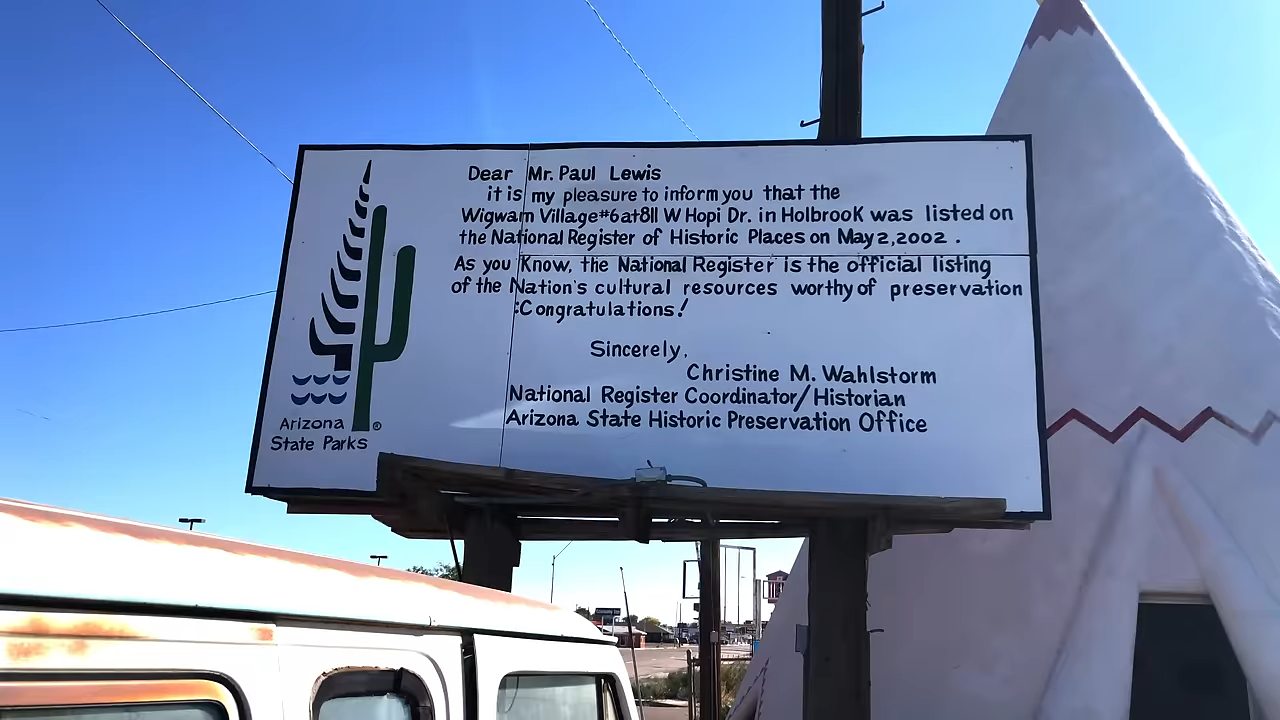 Dear Mr. Paul Lewis
it is my pleasure to inform you that the
Wigwam Village #6 at 811 W Hopi Dr. in Holbrook was listed on
the National Register of Historic Places on May 2, 2002 .
As you Know, the National Register is the official listing
of the Nation's cultural resources worthy of preservation
:Congratulations!
Sincerely,
Christine M. Wahlstorm
National Register Coordinator/Historian
Arizona State Historic Preservation Office
Arizona
State Parks ®